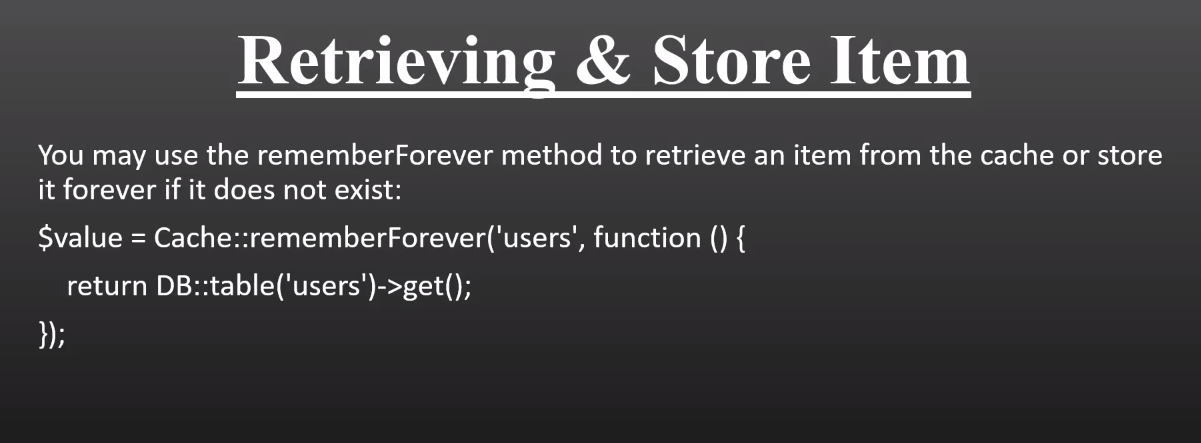 Retrieving & Store Item
You may use the rememberForever method to retrieve an item from the cache or store
it forever if it does not exist:
$value = Cache::rememberForever('users', function () {
return DB::table('users')->get();
});